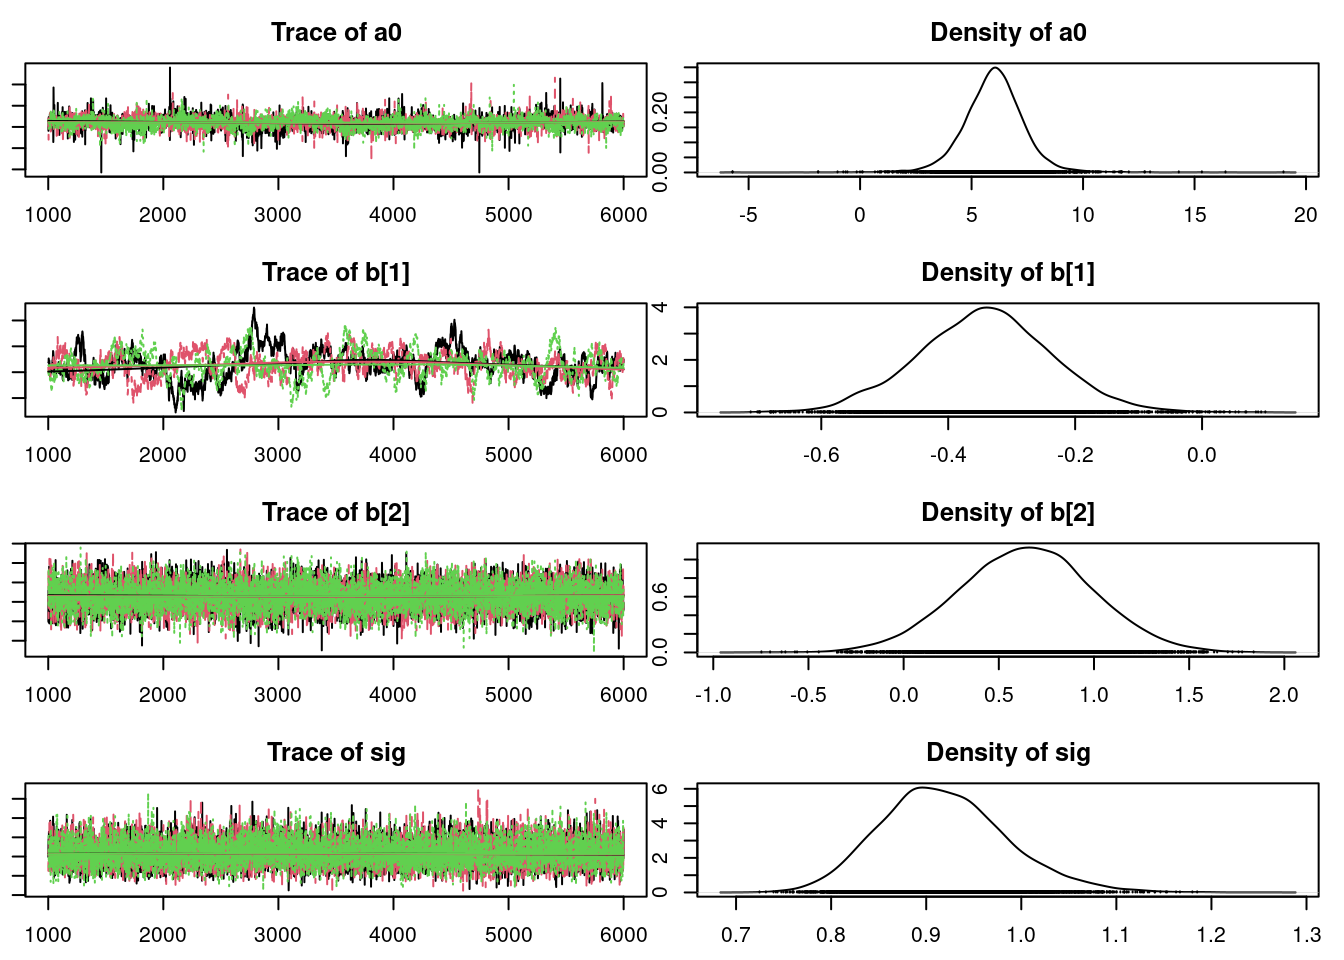 Trace of a0
Density of a0
1000 2000 3000 4000 5000 6000
0.00 0.20
-5 0 5 10 15 20
Trace of b[1]
Density of b[1]
1000 2000 3000 4000 5000 6000
0 2 4
-0.6 -0.4 -0.2 0.0
Trace of b[2]
Density of b[2]
1000 2000 3000 4000 5000 6000
0.0 0.6
-1.0 -0.5 0.0 0.5 1.0 1.5 2.0
Trace of sig
Density of sig
1000 2000 3000 4000 5000 6000
0 2 4 6
0.7 0.8 0.9 1.0 1.1 1.2 1.3